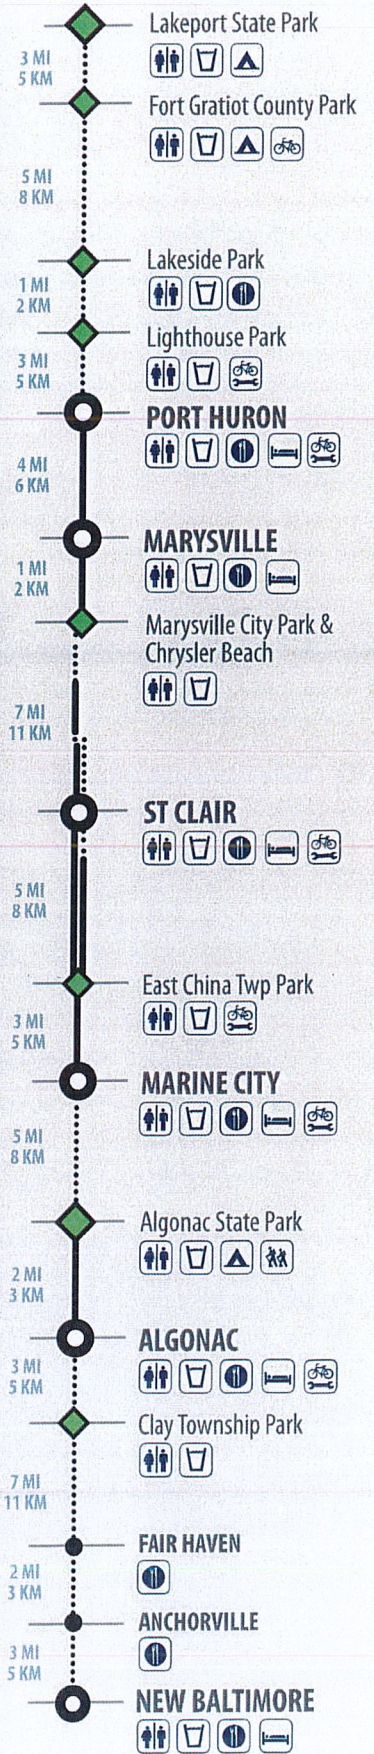 Lakeport State Park
3 MI
5 KM
Fort Gratiot County Park
5 MI
8 KM
Lakeside Park
1 MI
2 KM
Lighthouse Park
3 MI
5 KM
PORT HURON
4 MI
6 KM
MARYSVILLE
1 MI
2 KM
Marysville City Park &
Chrysler Beach
7 MI
11 KM
ST CLAIR
5 MI
8 KM
East China Twp Park
3 MI
5 KM
MARINE CITY
5 MI
8 KM
Algonac State Park
2 MI
3 KM
ALGONAC
3 MI
5 KM
Clay Township Park
7 MI
11 KM
FAIR HAVEN
2 MI
3 KM
ANCHORVILLE
3 MI
5 KM
NEW BALTIMORE